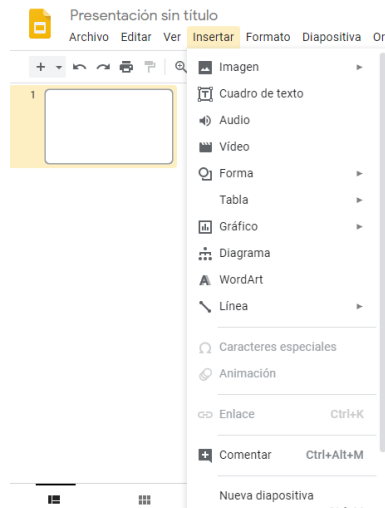 Presentación sin título
Archivo Editar Ver Insertar Formato Diapositiva Or
1
Imagen
Cuadro de texto
Audio
Vídeo
Forma
Tabla
Gráfico
Diagrama
WordArt
Línea
Caracteres especiales
Animación
Enlace Ctrl+K
Comentar Ctrl+Alt+M
Nueva diapositiva